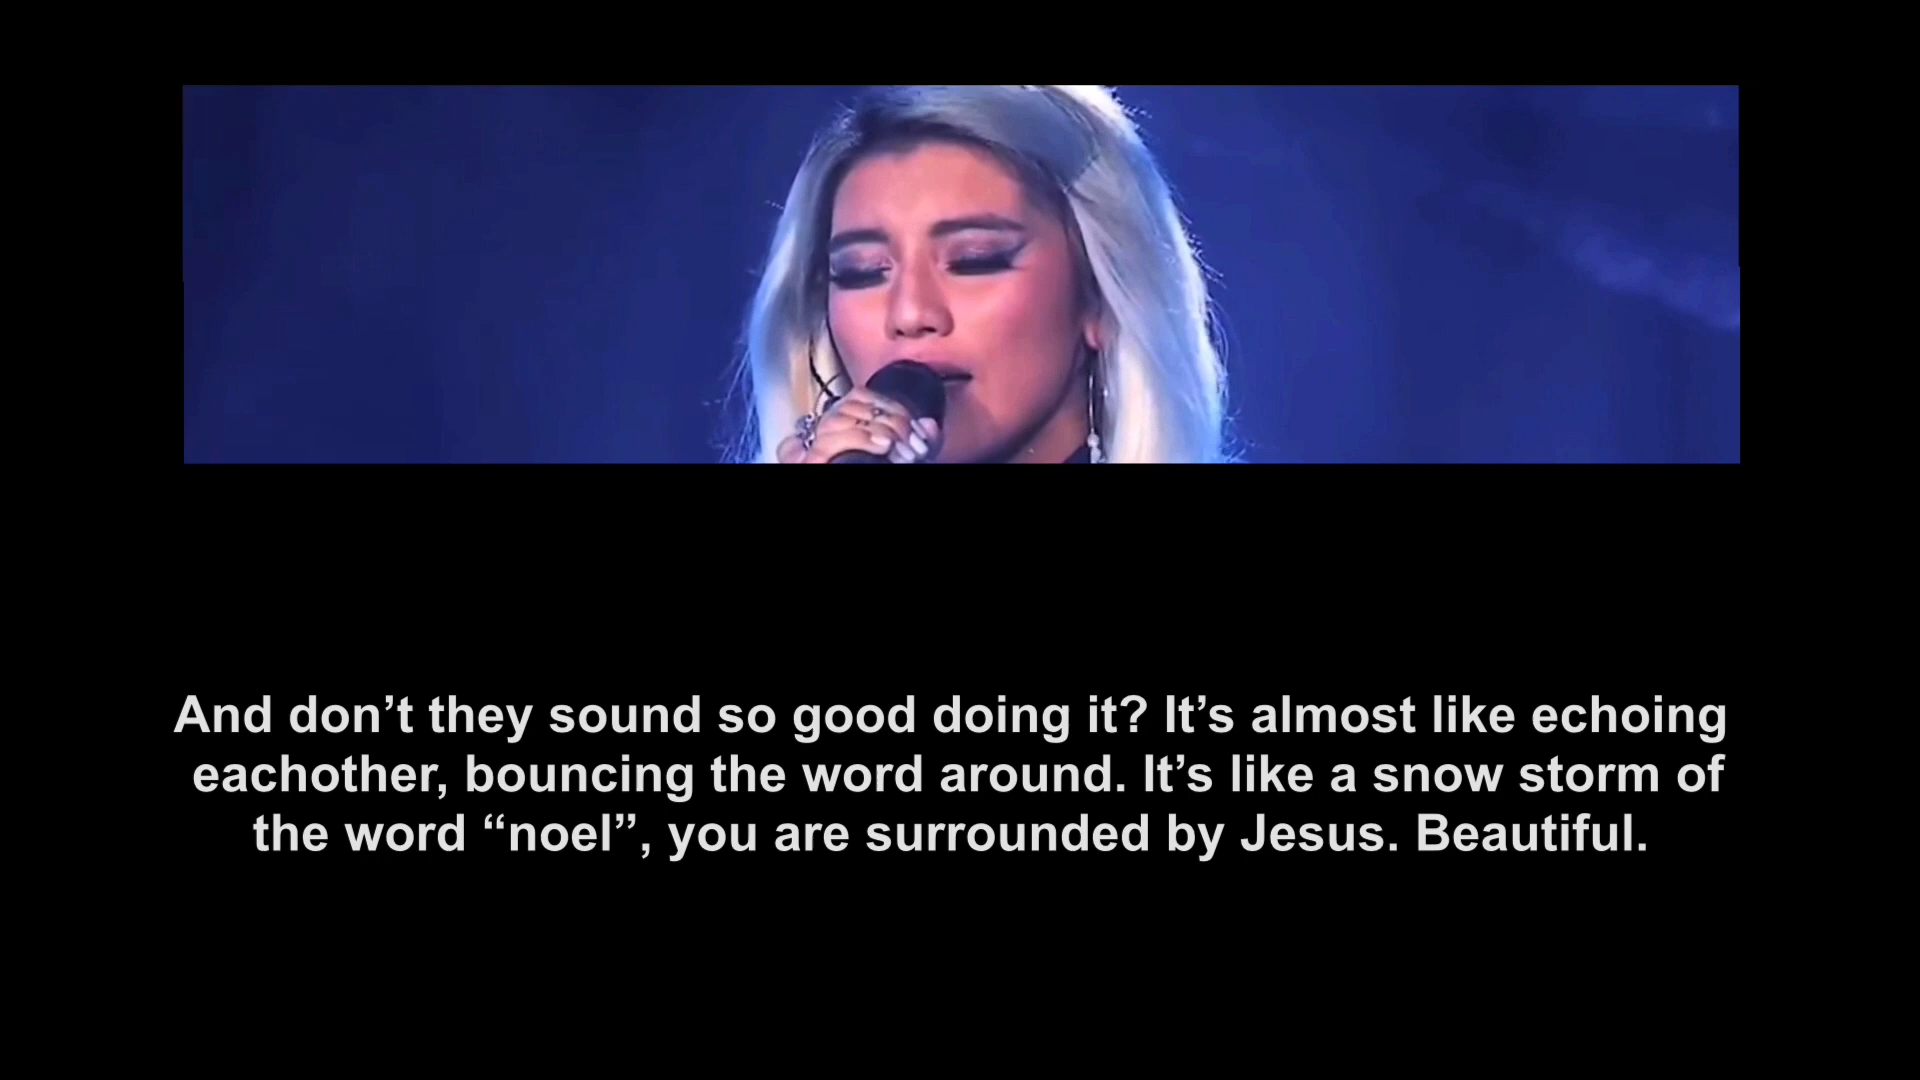 And don’t they sound so good doing it? It’s almost like echoing
eachother, bouncing the word around. It’s like a snow storm of
the word “noel”, you are surrounded by Jesus. Beautiful.